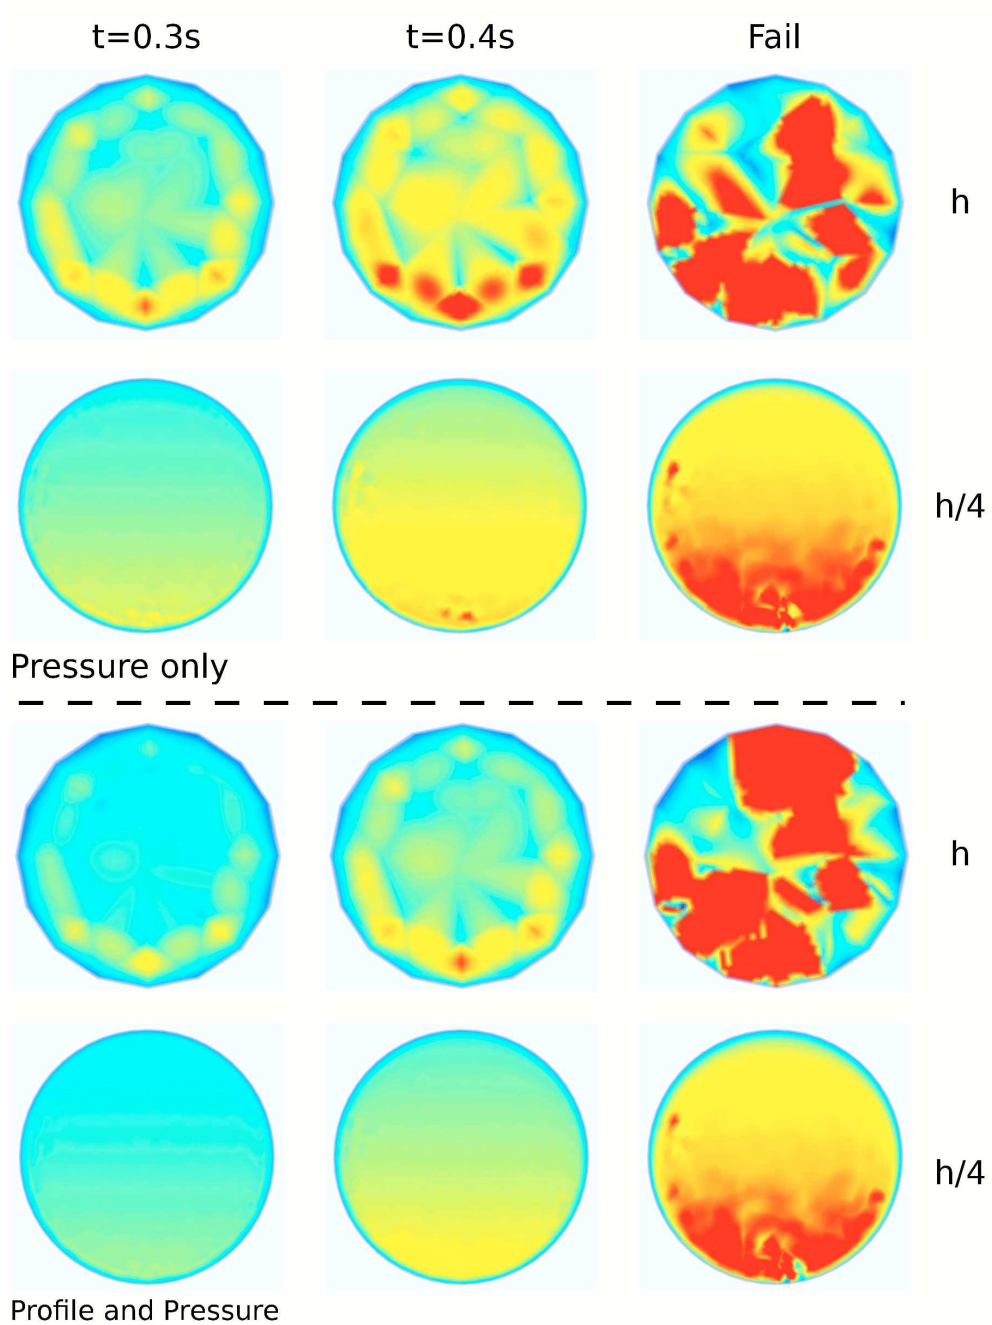 t=0.3s t=0.4s Fail
h
h/4
Pressure only
h
h/4
Profile and Pressure